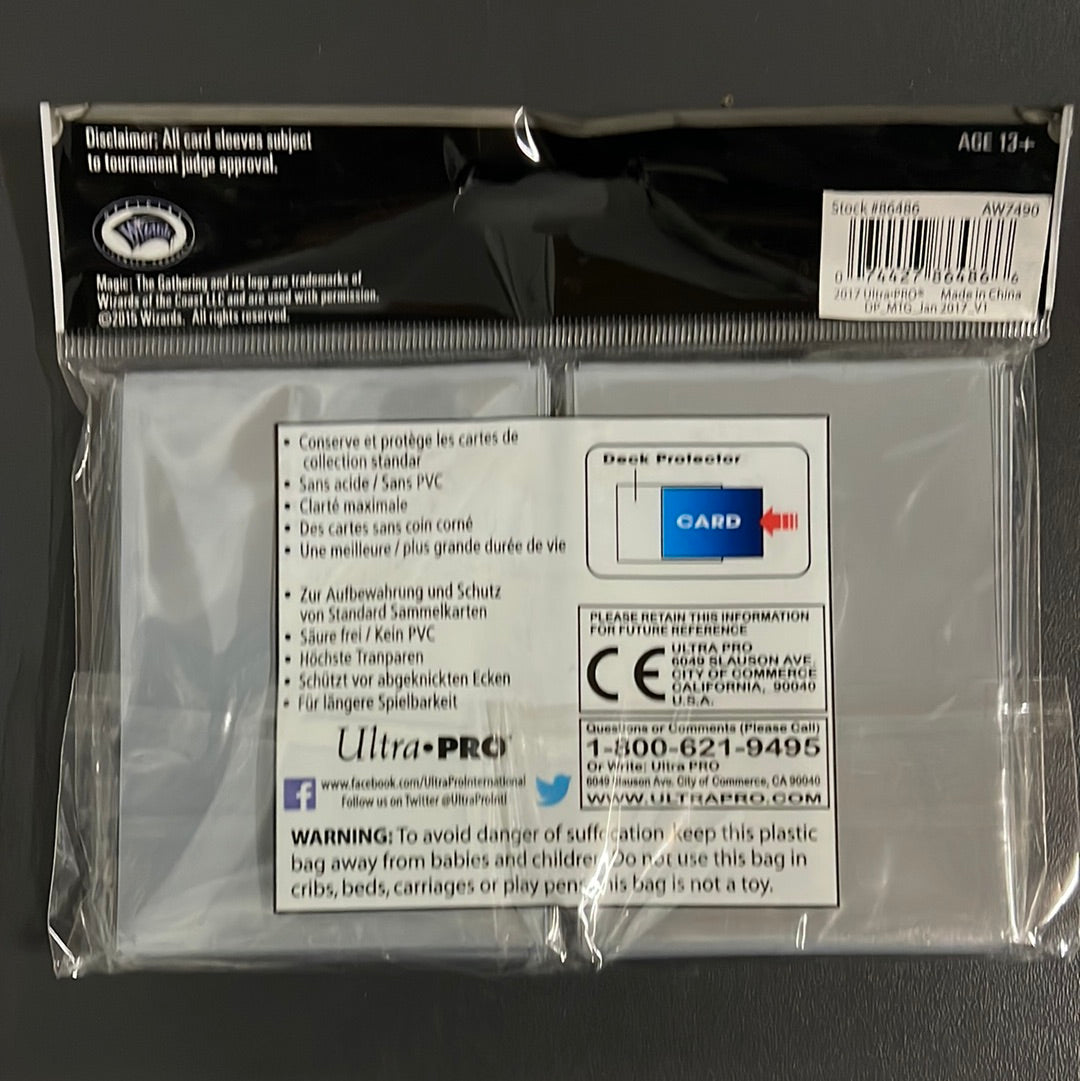 Disclaimer: All card sleeves subject
to tournament judge approval.
AGE 13+
OFFICIAL
Wizards
Magic: The Gathering and its logo are trademarks of
Wizards of the Coast LLC and are used with permission.
©2015 Wizards. All rights reserved.
Stock #86486 AW7490
0 74427 86486 6
2017 Ultra•PRO® Made in China
DP_M1G_Jan 2017_V1
• Conserve et protège les cartes de
collection standar
• Sans acide / Sans PVC
• Clarté maximale
• Des cartes sans coin corné
• Une meilleure / plus grande durée de vie
• Zur Aufbewahrung und Schutz
von Standard Sammelkarten
• Säure frei / Kein PVC
• Höchste Tranparen
• Schützt vor abgeknickten Ecken
• Für längere Spielbarkeit
Ultra•PRO
www.facebook.com/UltraProInternational
Follow us on Twitter @UltraProIntl
Deck Protector
CARD
PLEASE RETAIN THIS INFORMATION
FOR FUTURE REFERENCE
CE
ULTRA PRO
6049 SLAUSON AVE.
CITY OF COMMERCE
CALIFORNIA, 90040
U.S.A.
Questions or Comments (Please Call)
1-800-621-9495
Or Write: Ultra PRO
6049 Slauson Ave. City of Commerce, CA 90040
WWW.ULTRAPRO.COM
WARNING: To avoid danger of suffocation keep this plastic
bag away from babies and children Do not use this bag in
cribs, beds, carriages or play pens his bag is not a toy.